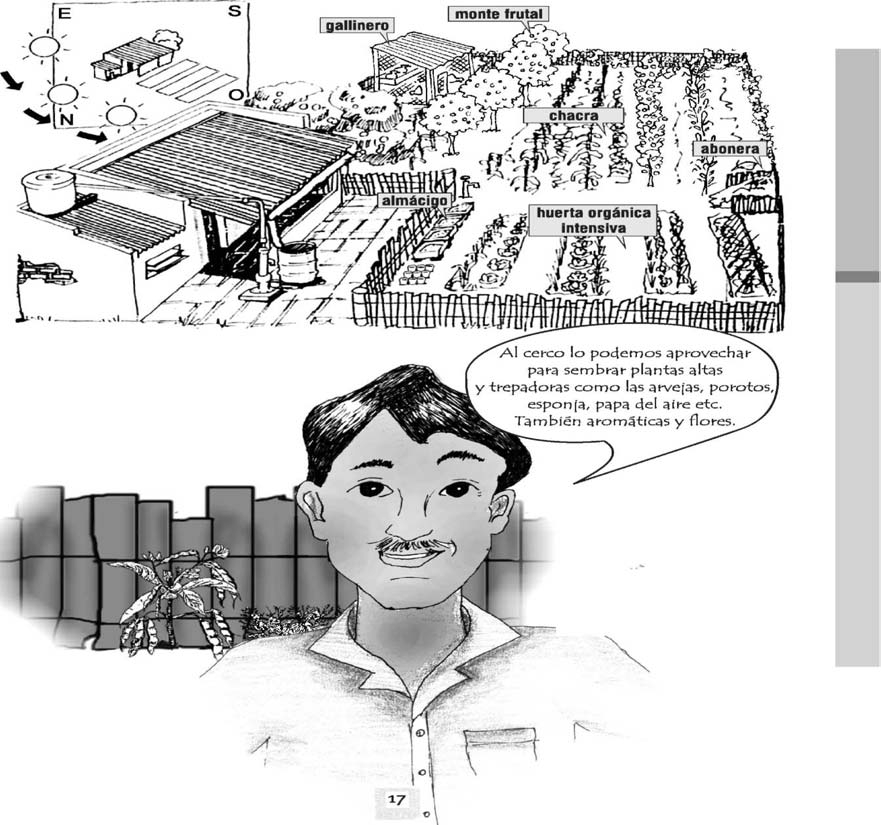 E
S
N
O
gallinero
monte frutal
chacra
abonera
almácigo
huerta orgánica
intensiva
Al cerco lo podemos aprovechar
para sembrar plantas altas
y trepadoras como las arvejas, porotos,
esponja, papa del aire etc.
También aromáticas y flores.
17